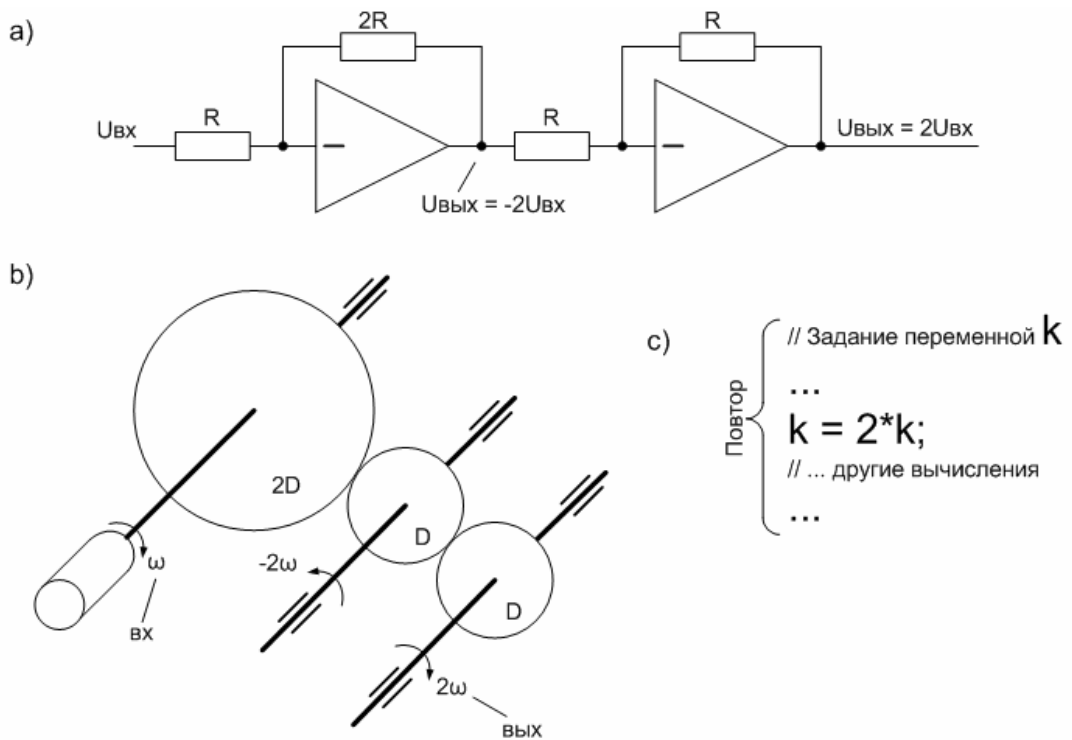 a)
2R
R
Uвх
R
R
Uвых = 2Uвх
Uвых = -2Uвх
b)
2D
D
D
ω
вх
-2ω
2ω
вых
c)
Повтор
// Задание переменной k
...
k = 2*k;
// ... другие вычисления
...